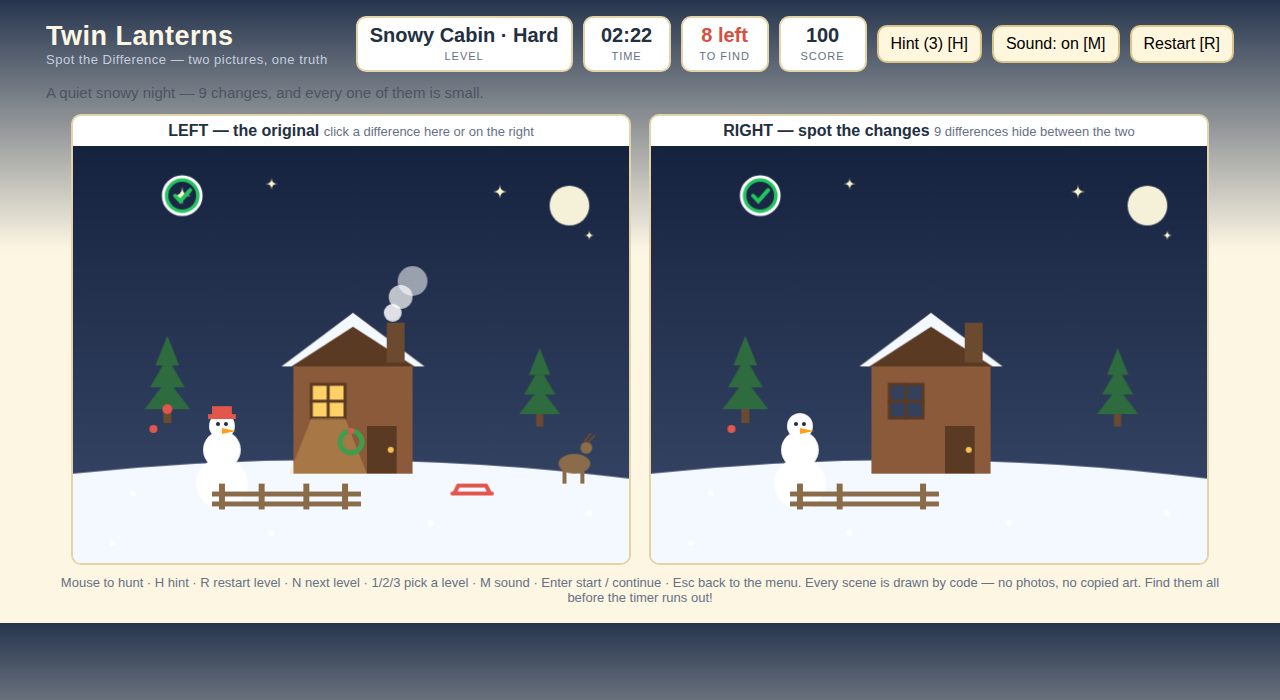 Twin Lanterns
Spot the Difference — two pictures, one truth
Snowy Cabin · Hard
LEVEL
02:22
TIME
8 left
TO FIND
100
SCORE
Hint (3) [H]
Sound: on [M]
Restart [R]
A quiet snowy night — 9 changes, and every one of them is small.
LEFT — the original click a difference here or on the right
RIGHT — spot the changes 9 differences hide between the two
Mouse to hunt · H hint · R restart level · N next level · 1/2/3 pick a level · M sound · Enter start / continue · Esc back to the menu. Every scene is drawn by code — no photos, no copied art. Find them all
before the timer runs out!